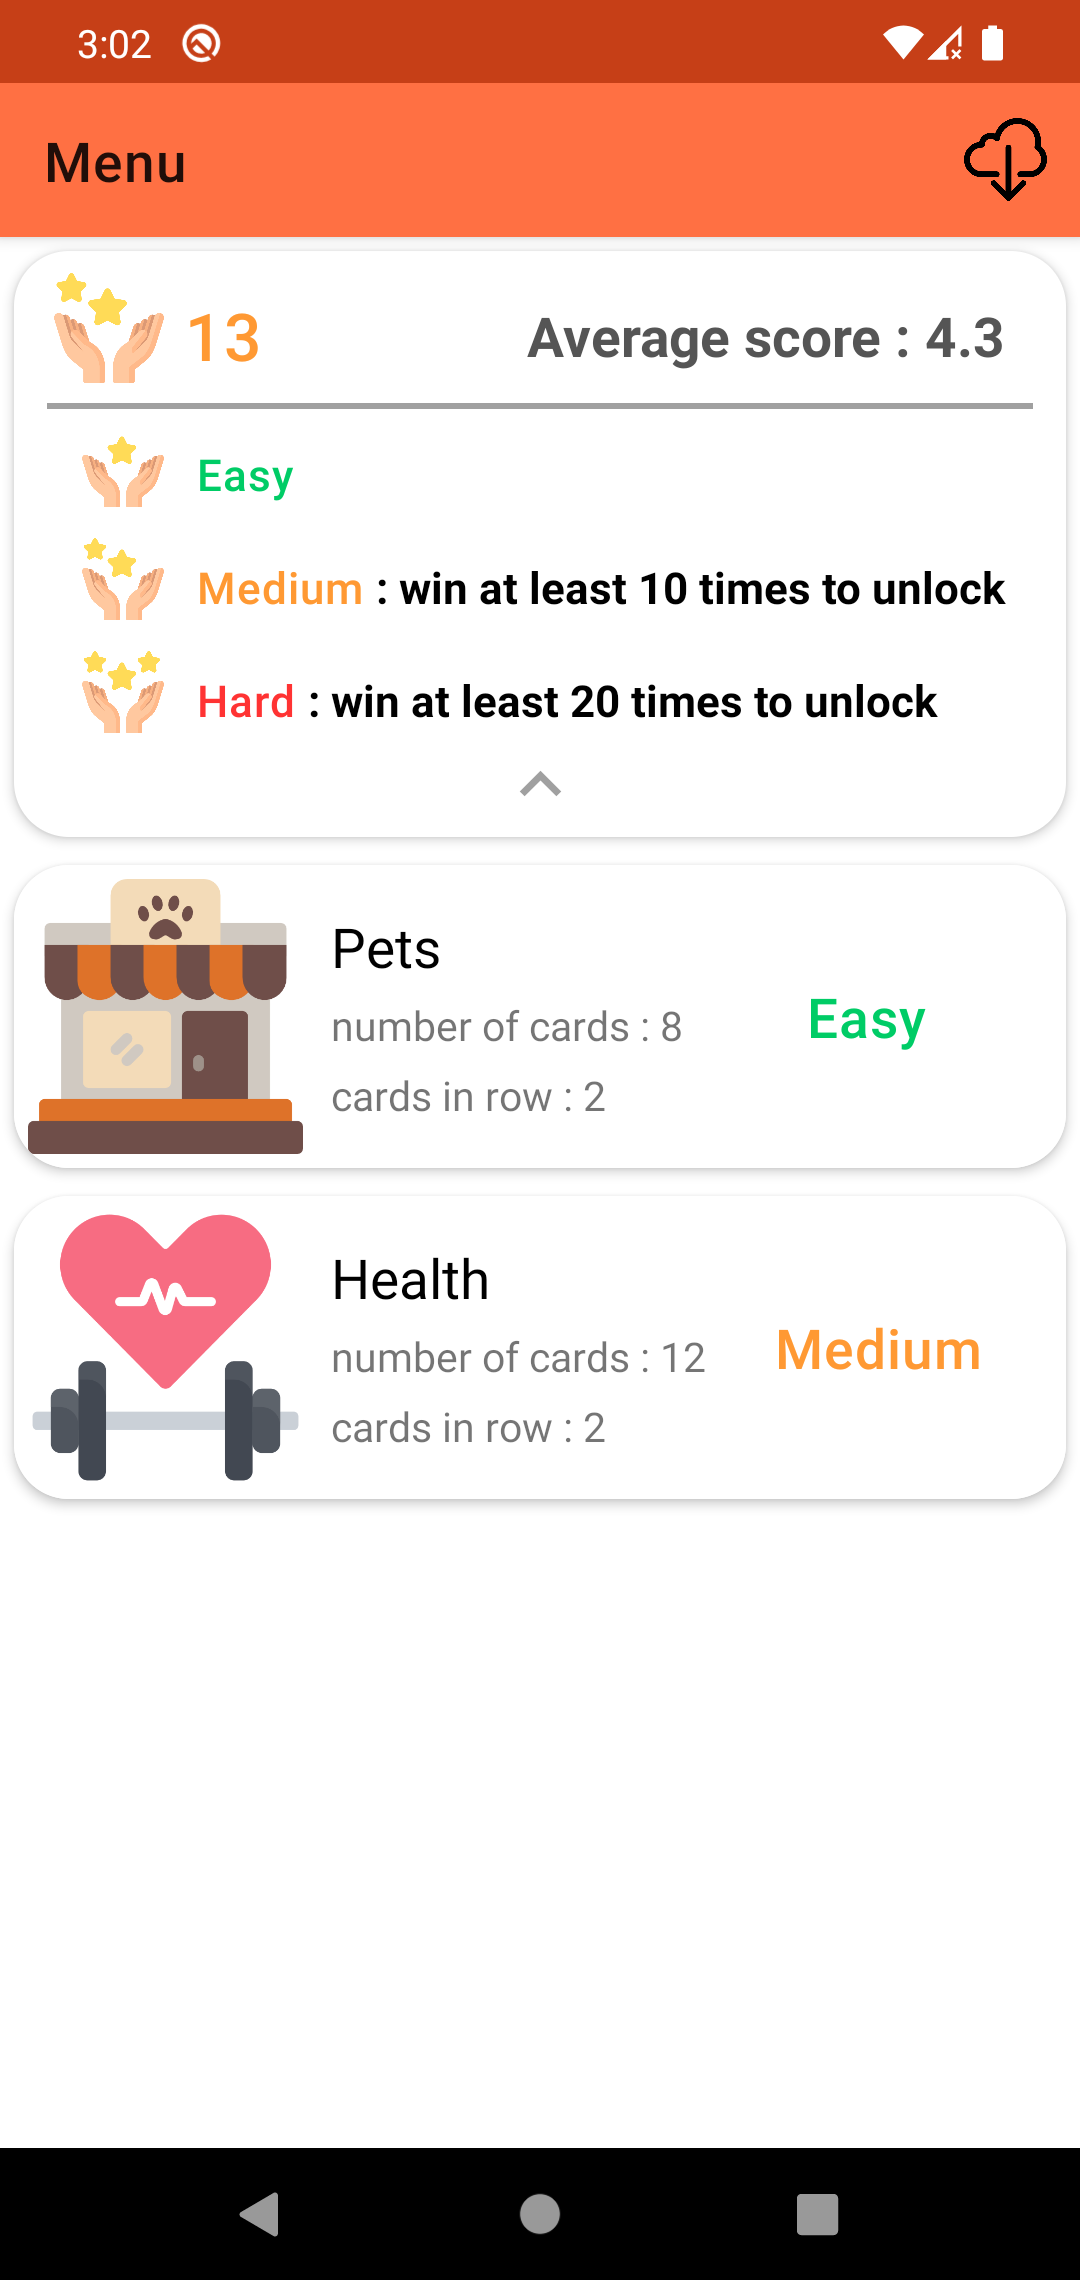 3:02
Menu
13
Average score : 4.3
Easy
Medium : win at least 10 times to unlock
Hard : win at least 20 times to unlock
Pets
number of cards : 8
cards in row : 2
Easy
Health
number of cards : 12
cards in row : 2
Medium